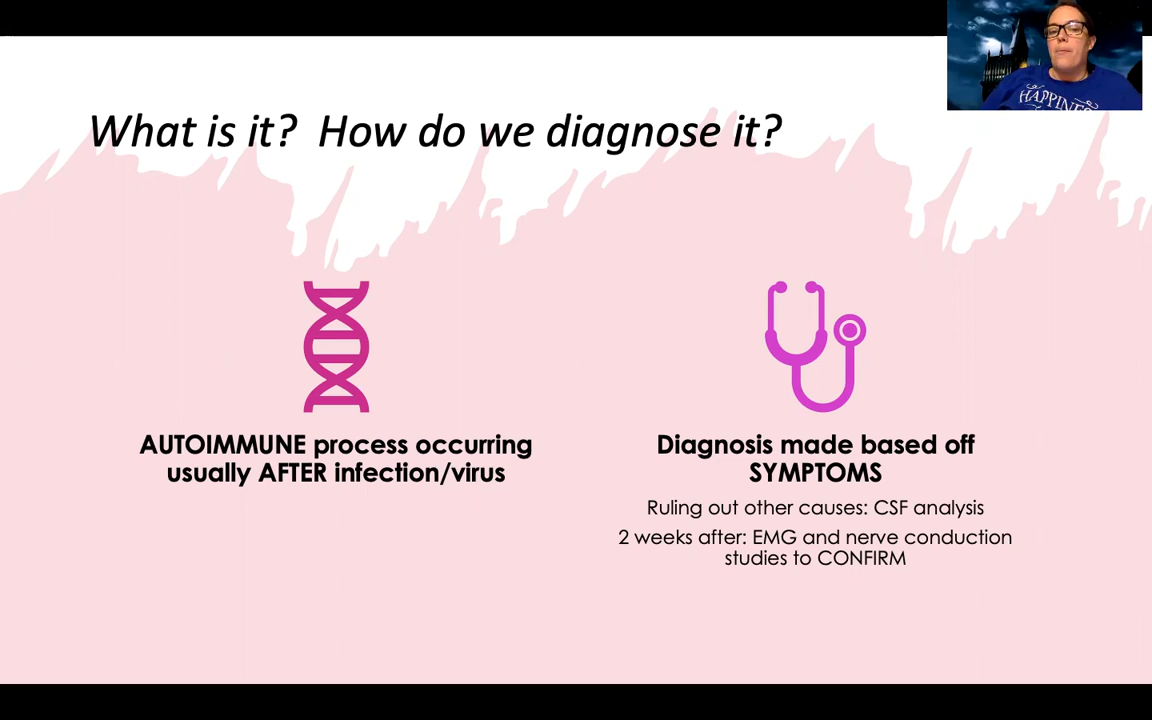 What is it?  How do we diagnose it?
HAPPINE
AUTOIMMUNE process occurring
usually AFTER infection/virus
Diagnosis made based off
SYMPTOMS
Ruling out other causes: CSF analysis
2 weeks after: EMG and nerve conduction
studies to CONFIRM